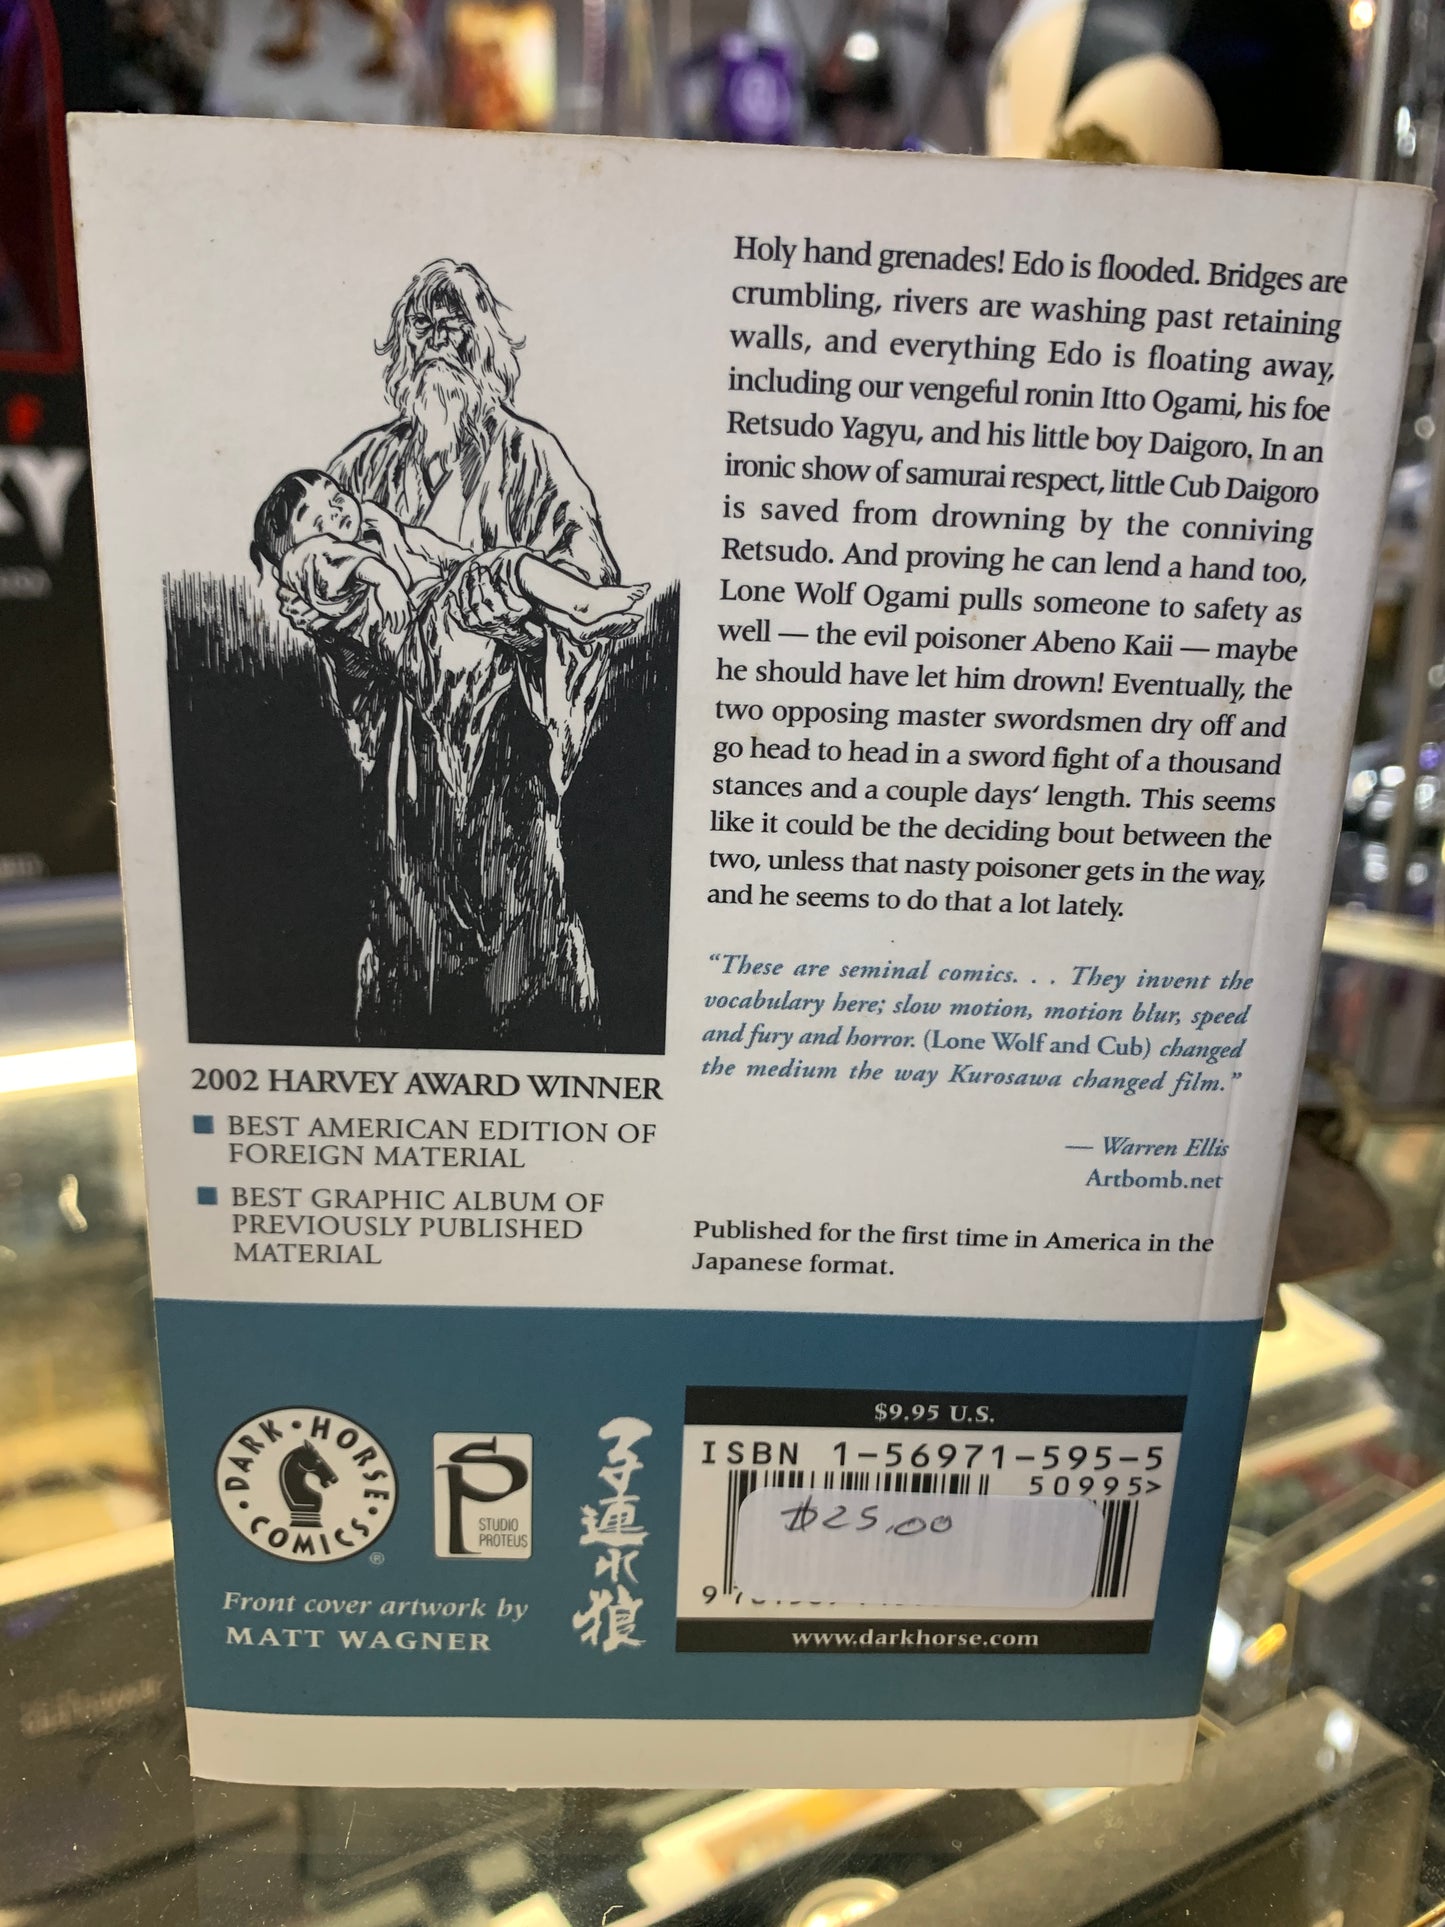 Holy hand grenades! Edo is flooded. Bridges are
crumbling, rivers are washing past retaining
walls, and everything Edo is floating away,
including our vengeful ronin Itto Ogami, his foe
Retsudo Yagyu, and his little boy Daigoro. In an
ironic show of samurai respect, little Cub Daigoro
is saved from drowning by the conniving
Retsudo. And proving he can lend a hand too,
Lone Wolf Ogami pulls someone to safety as
well — the evil poisoner Abeno Kaii — maybe
he should have let him drown! Eventually, the
two opposing master swordsmen dry off and
go head to head in a sword fight of a thousand
stances and a couple days‘ length. This seems
like it could be the deciding bout between the
two, unless that nasty poisoner gets in the way,
and he seems to do that a lot lately.
“These are seminal comics. . . They invent the
vocabulary here; slow motion, motion blur, speed
and fury and horror. (Lone Wolf and Cub) changed
the medium the way Kurosawa changed film.”
— Warren Ellis
Artbomb.net
Published for the first time in America in the
Japanese format.
2002 HARVEY AWARD WINNER
BEST AMERICAN EDITION OF
FOREIGN MATERIAL
BEST GRAPHIC ALBUM OF
PREVIOUSLY PUBLISHED
MATERIAL
DARK • HORSE
• COMICS •
®
SP
STUDIO
PROTEUS
子連れ狼
Front cover artwork by
MATT WAGNER
$9.95 U.S.
ISBN 1-56971-595-5
50995>
$25.00
9
www.darkhorse.com